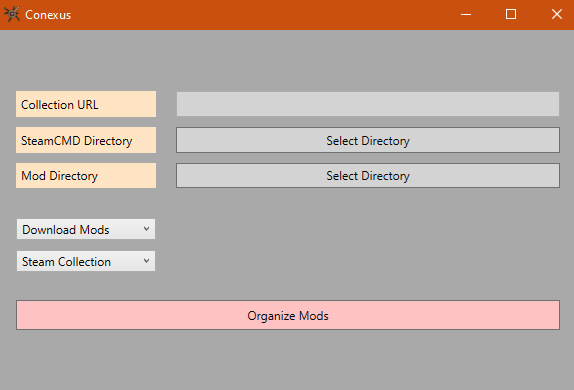 Conexus
Collection URL
SteamCMD Directory
Select Directory
Mod Directory
Select Directory
Download Mods
Steam Collection
Organize Mods